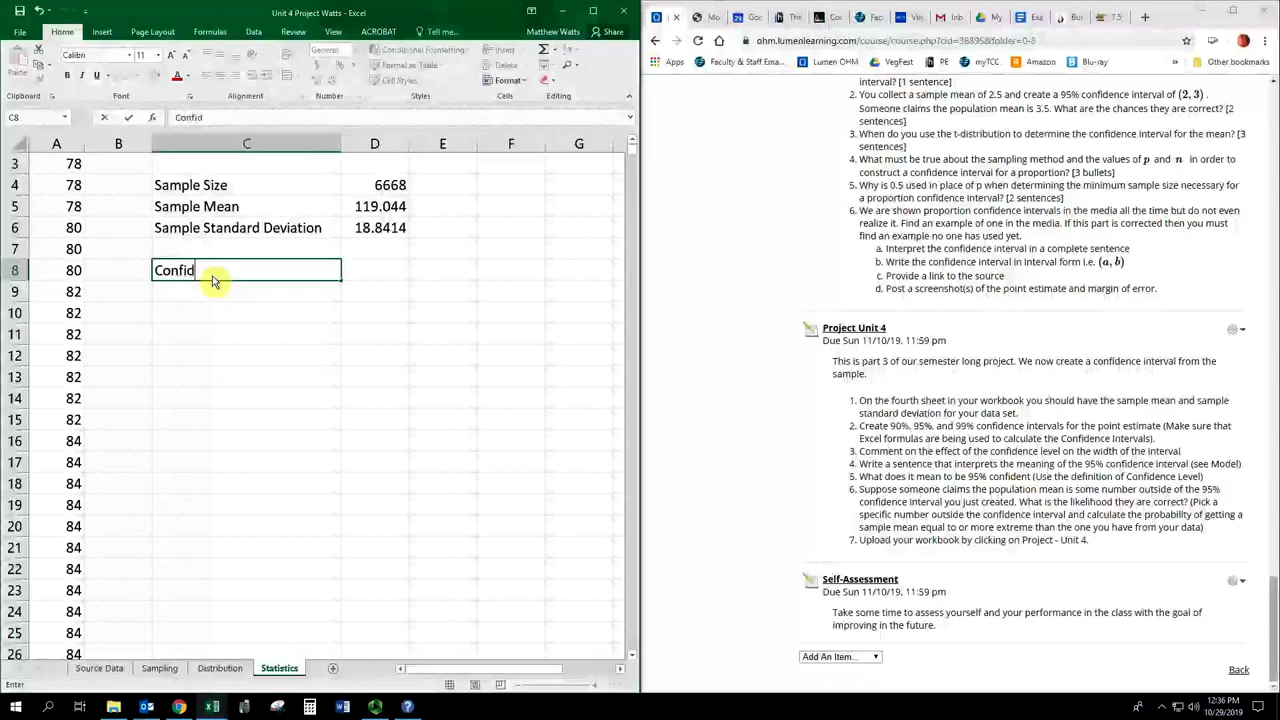 Unit 4 Project Watts - Excel
File
Home
Insert
Page Layout
Formulas
Data
Review
View
ACROBAT
Tell me...
Matthew Watts
Share
Paste
Calibri
11
B
I
U
A
General
Conditional Formatting
Format as Table
Cell Styles
Insert
Delete
Format
Clipboard
Font
Alignment
Number
Styles
Cells
Editing
C8
Confid
A B C D E F G
3 78
4 78 Sample Size 6668
5 78 Sample Mean 119.044
6 80 Sample Standard Deviation 18.8414
7 80
8 80 Confid
9 82
10 82
11 82
12 82
13 82
14 82
15 82
16 84
17 84
18 84
19 84
20 84
21 84
22 84
23 84
24 84
25 84
26 84
Source Data
Sampling
Distribution
Statistics
Enter
ohm.lumenlearning.com/course/course.php?cid=36895&folder=0-8
Apps
Faculty & Staff Ema...
Lumen OHM
VegFest
PE
myTCC
Amazon
Blu-ray
Other bookmarks
interval? [1 sentence]
2. You collect a sample mean of 2.5 and create a 95% confidence interval of (2, 3).
Someone claims the population mean is 3.5. What are the chances they are correct? [2
sentences]
3. When do you use the t-distribution to determine the confidence interval for the mean? [3
sentences]
4. What must be true about the sampling method and the values of p and n in order to
construct a confidence interval for a proportion? [3 bullets]
5. Why is 0.5 used in place of p when determining the minimum sample size necessary for
a proportion confidence interval? [2 sentences]
6. We are shown proportion confidence intervals in the media all the time but do not even
realize it. Find an example of one in the media. If this part is corrected then you must
find an example no one has used yet.
a. Interpret the confidence interval in a complete sentence
b. Write the confidence interval in interval form i.e. (a, b)
c. Provide a link to the source
d. Post a screenshot(s) of the point estimate and margin of error.
Project Unit 4
Due Sun 11/10/19, 11:59 pm
This is part 3 of our semester long project. We now create a confidence interval from the
sample.
1. On the fourth sheet in your workbook you should have the sample mean and sample
standard deviation for your data set.
2. Create 90%, 95%, and 99% confidence intervals for the point estimate (Make sure that
Excel formulas are being used to calculate the Confidence Intervals).
3. Comment on the effect of the confidence level on the width of the interval
4. Write a sentence that interprets the meaning of the 95% confidence interval (see Model)
5. What does it mean to be 95% confident (Use the definition of Confidence Level)
6. Suppose someone claims the population mean is some number outside of the 95%
confidence interval you just created. What is the likelihood they are correct? (Pick a
specific number outside the confidence interval and calculate the probability of getting a
sample mean equal to or more extreme than the one you have from your data)
7. Upload your workbook by clicking on Project - Unit 4.
Self-Assessment
Due Sun 11/10/19, 11:59 pm
Take some time to assess yourself and your performance in the class with the goal of
improving in the future.
Add An Item...
Back
12:36 PM
10/29/2019